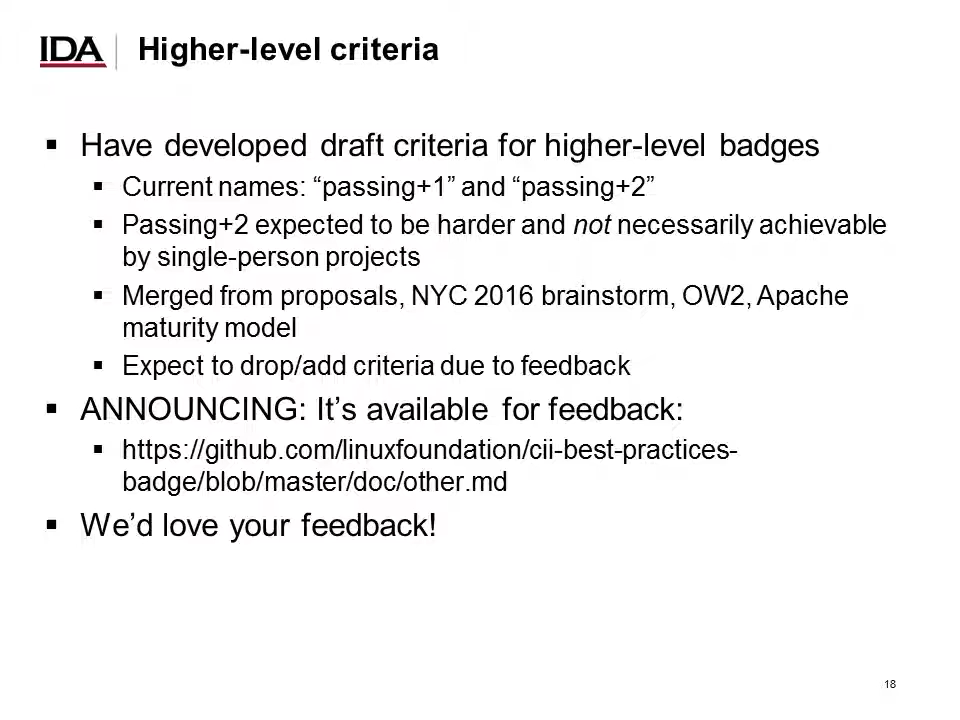 IDA
Higher-level criteria
▪ Have developed draft criteria for higher-level badges
▪ Current names: “passing+1” and “passing+2”
▪ Passing+2 expected to be harder and not necessarily achievable
by single-person projects
▪ Merged from proposals, NYC 2016 brainstorm, OW2, Apache
maturity model
▪ Expect to drop/add criteria due to feedback
▪ ANNOUNCING: It’s available for feedback:
▪ https://github.com/linuxfoundation/cii-best-practices-
badge/blob/master/doc/other.md
▪ We’d love your feedback!
18